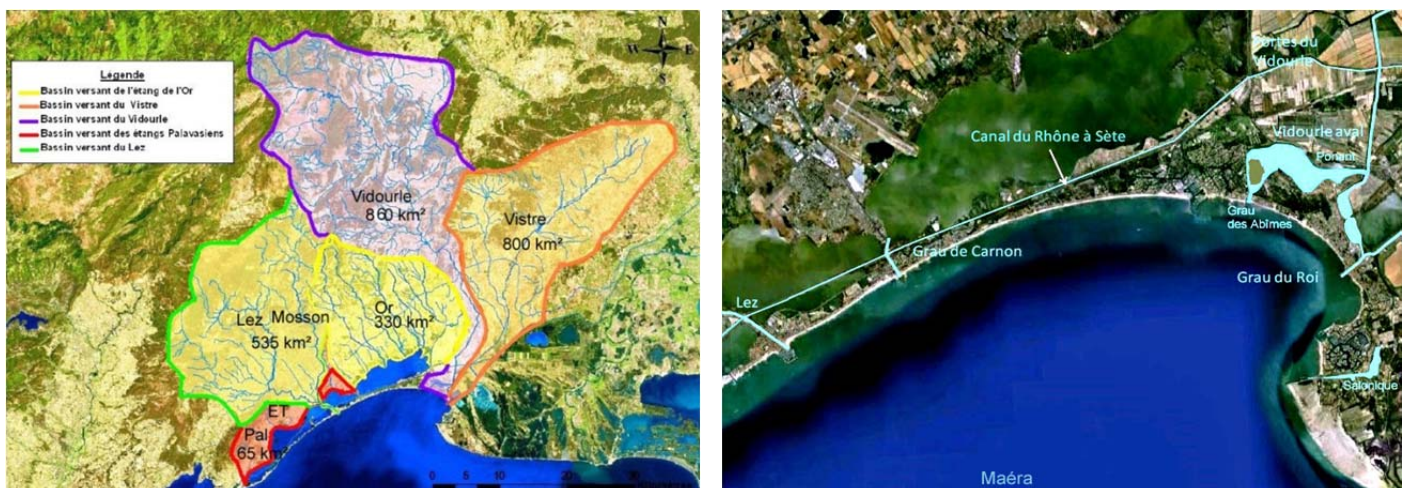 Légende
Bassin versant de l'étang de l'Or
Bassin versant du Vistre
Bassin versant du Vidourle
Bassin versant des étangs Palavasiens
Bassin versant du Lez
Vidourle
860 km²
Vistre
800 km²
Lez Mosson
535 km²
Or
330 km²
ET
Pal
65 km²
0 10 20 30
Portes du
Vidourle
Canal du Rhône à Sète
Vidourle aval
Ponant
Grau
des Abîmes
Grau de Carnon
Grau du Roi
Lez
Salonique
Maéra